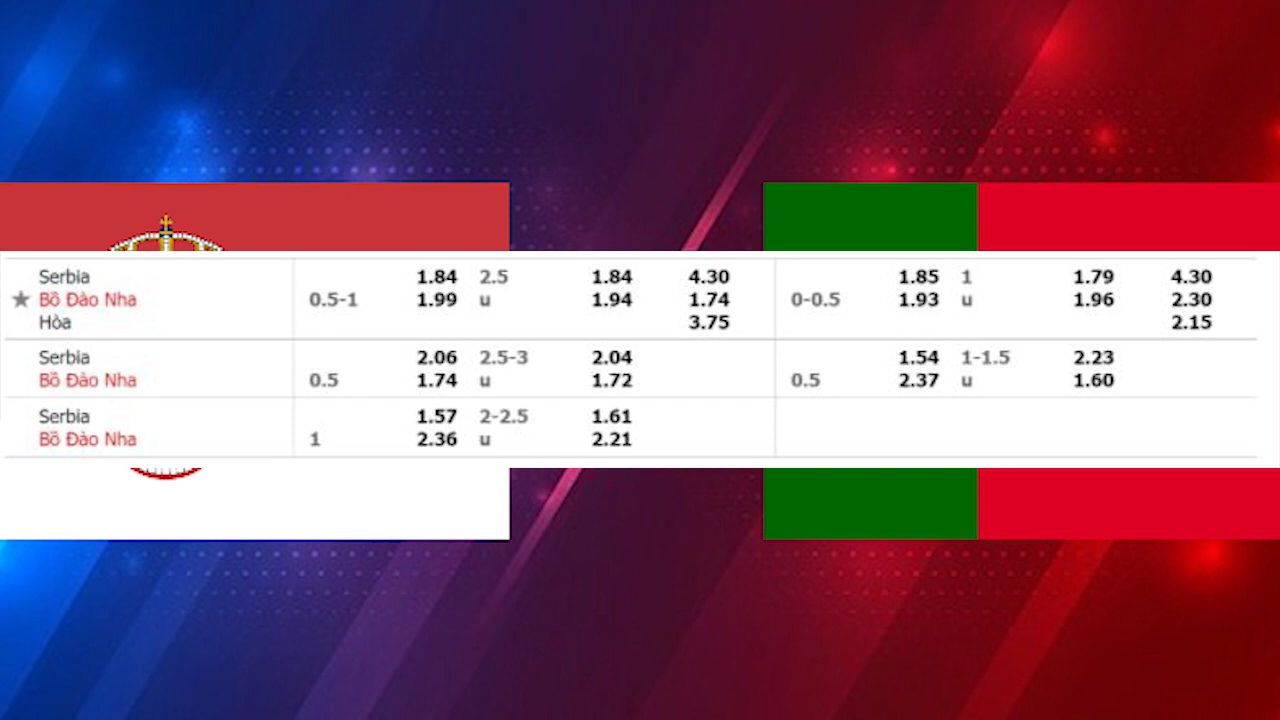 Serbia 1.84 2.5 1.84 4.30 1.85 1 1.79 4.30
Bồ Đào Nha 0.5-1 1.99 u 1.94 1.74 0-0.5 1.93 u 1.96 2.30
Hòa 3.75 2.15
Serbia 2.06 2.5-3 2.04 1.54 1-1.5 2.23
Bồ Đào Nha 0.5 1.74 u 1.72 0.5 2.37 u 1.60
Serbia 1.57 2-2.5 1.61
Bồ Đào Nha 1 2.36 u 2.21